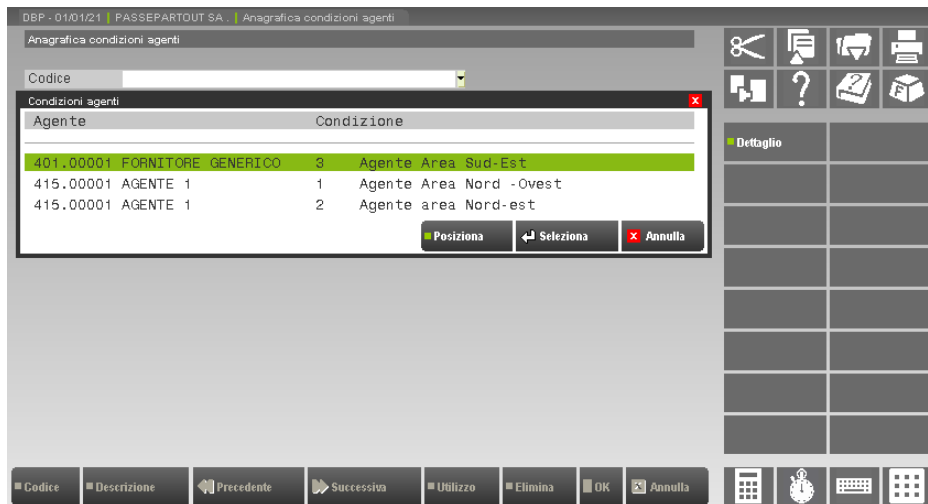 DBP - 01/01/21 | PASSEPARTOUT SA . | Anagrafica condizioni agenti
Anagrafica condizioni agenti
Codice
Condizioni agenti
Agente Condizione
401.00001 FORNITORE GENERICO 3 Agente Area Sud-Est
415.00001 AGENTE 1 1 Agente Area Nord -Ovest
415.00001 AGENTE 1 2 Agente area Nord-est
Posiziona Seleziona Annulla
Dettaglio
Codice Descrizione Precedente Successiva Utilizzo Elimina OK Annulla